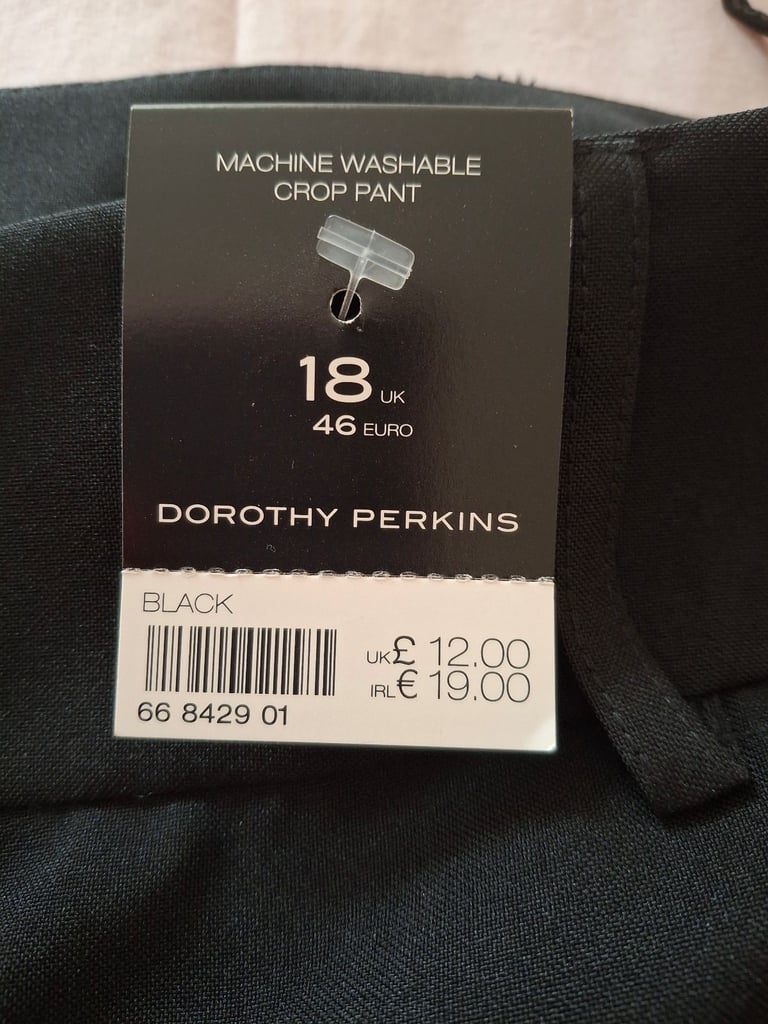 MACHINE WASHABLE
CROP PANT
18 UK
46 EURO
DOROTHY PERKINS
BLACK
UK£ 12.00
IRL€ 19.00
66 8429 01